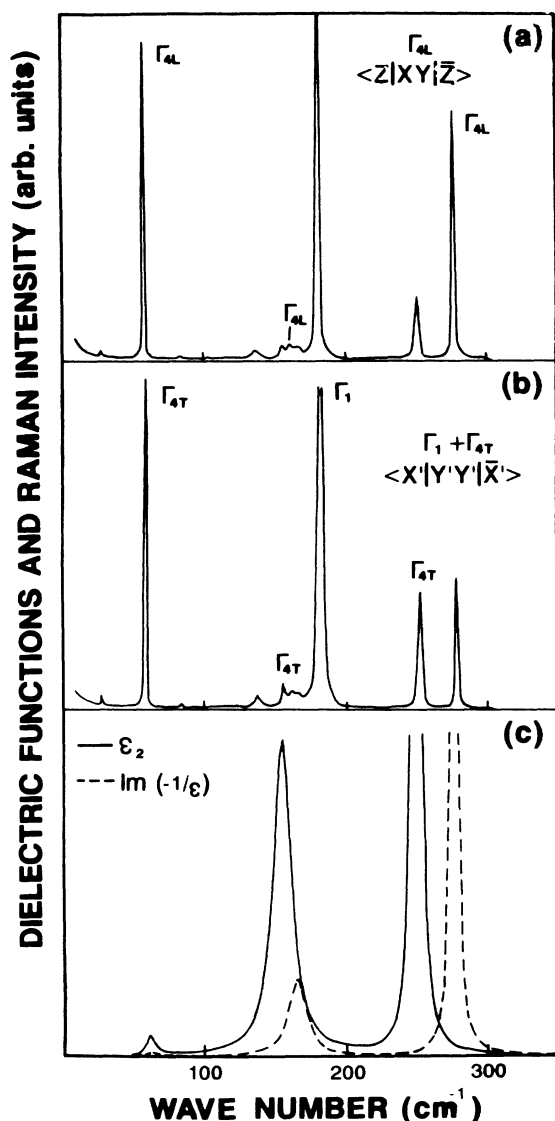 DIELECTRIC FUNCTIONS AND RAMAN INTENSITY (arb. units)
(a)
Γ4L
<Z̅|XY|Z̅>
Γ4L
Γ4L
Γ4L
(b)
Γ4T
Γ1
Γ1 + Γ4T
<X'|Y'Y'|X̅'>
Γ4T
Γ4T
(c)
ε2
Im (-1/ε)
100
200
300
WAVE NUMBER (cm-1)